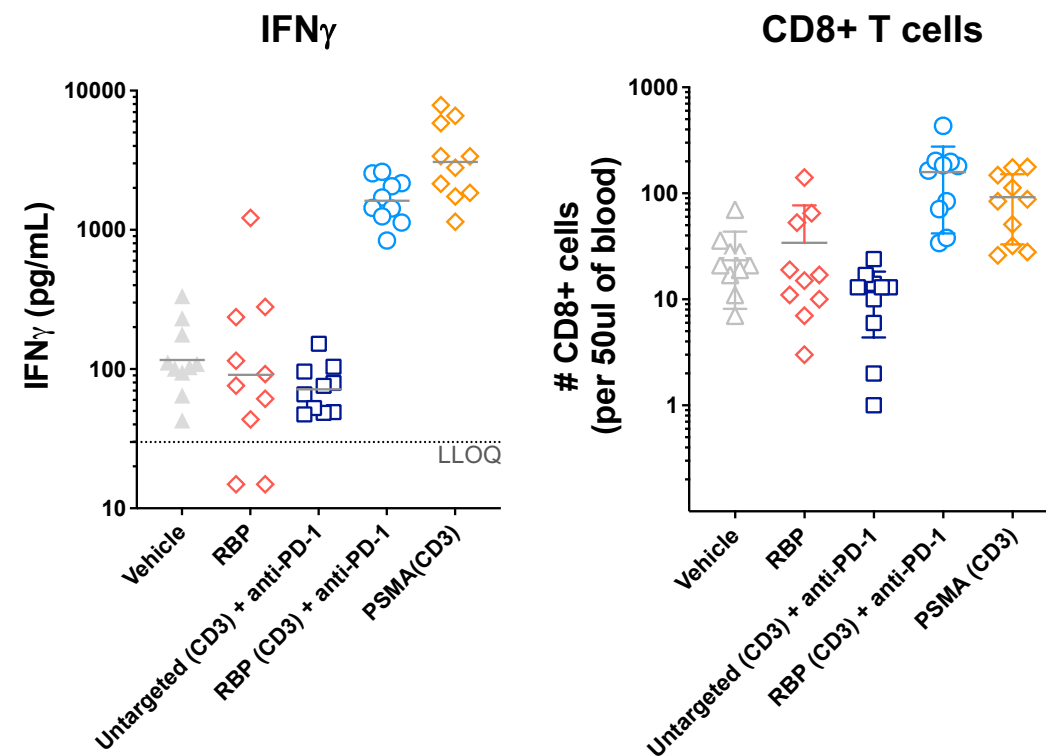 IFNγ
IFNγ (pg/mL)
10000
1000
100
10
LLOQ
Vehicle
RBP
Untargeted (CD3) + anti-PD-1
RBP (CD3) + anti-PD-1
PSMA(CD3)
CD8+ T cells
# CD8+ cells
(per 50ul of blood)
1000
100
10
1
Vehicle
RBP
Untargeted (CD3) + anti-PD-1
RBP (CD3) + anti-PD-1
PSMA (CD3)